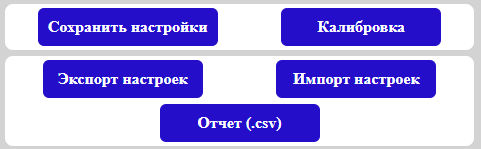 Сохранить настройки Калибровка
Экспорт настроек Импорт настроек
Отчет (.csv)